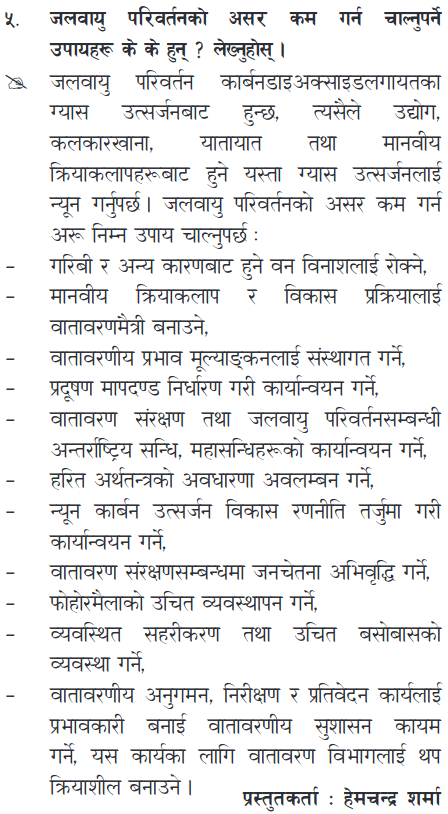 ५. जलवायु परिवर्तनको असर कम गर्न चाल्नुपर्ने
उपायहरू के के हुन् ? लेख्नुहोस् ।
जलवायु परिवर्तन कार्बनडाइअक्साइडलगायतका
ग्यास उत्सर्जनबाट हुन्छ, त्यसैले उद्योग,
कलकारखाना, यातायात तथा मानवीय
क्रियाकलापहरूबाट हुने यस्ता ग्यास उत्सर्जनलाई
न्यून गर्नुपर्छ । जलवायु परिवर्तनको असर कम गर्न
अरू निम्न उपाय चाल्नुपर्छ :
– गरिबी र अन्य कारणबाट हुने वन विनाशलाई रोक्ने,
– मानवीय क्रियाकलाप र विकास प्रक्रियालाई
वातावरणमैत्री बनाउने,
– वातावरणीय प्रभाव मूल्याङ्कनलाई संस्थागत गर्ने,
– प्रदूषण मापदण्ड निर्धारण गरी कार्यान्वयन गर्ने,
– वातावरण संरक्षण तथा जलवायु परिवर्तनसम्बन्धी
अन्तर्राष्ट्रिय सन्धि, महासन्धिहरूको कार्यान्वयन गर्ने,
– हरित अर्थतन्त्रको अवधारणा अवलम्बन गर्ने,
– न्यून कार्बन उत्सर्जन विकास रणनीति तर्जुमा गरी
कार्यान्वयन गर्ने,
– वातावरण संरक्षणसम्बन्धमा जनचेतना अभिवृद्धि गर्ने,
– फोहोरमैलाको उचित व्यवस्थापन गर्ने,
– व्यवस्थित सहरीकरण तथा उचित बसोबासको
व्यवस्था गर्ने,
– वातावरणीय अनुगमन, निरीक्षण र प्रतिवेदन कार्यलाई
प्रभावकारी बनाई वातावरणीय सुशासन कायम
गर्ने, यस कार्यका लागि वातावरण विभागलाई थप
क्रियाशील बनाउने ।
प्रस्तुतकर्ता : हेमचन्द्र शर्मा